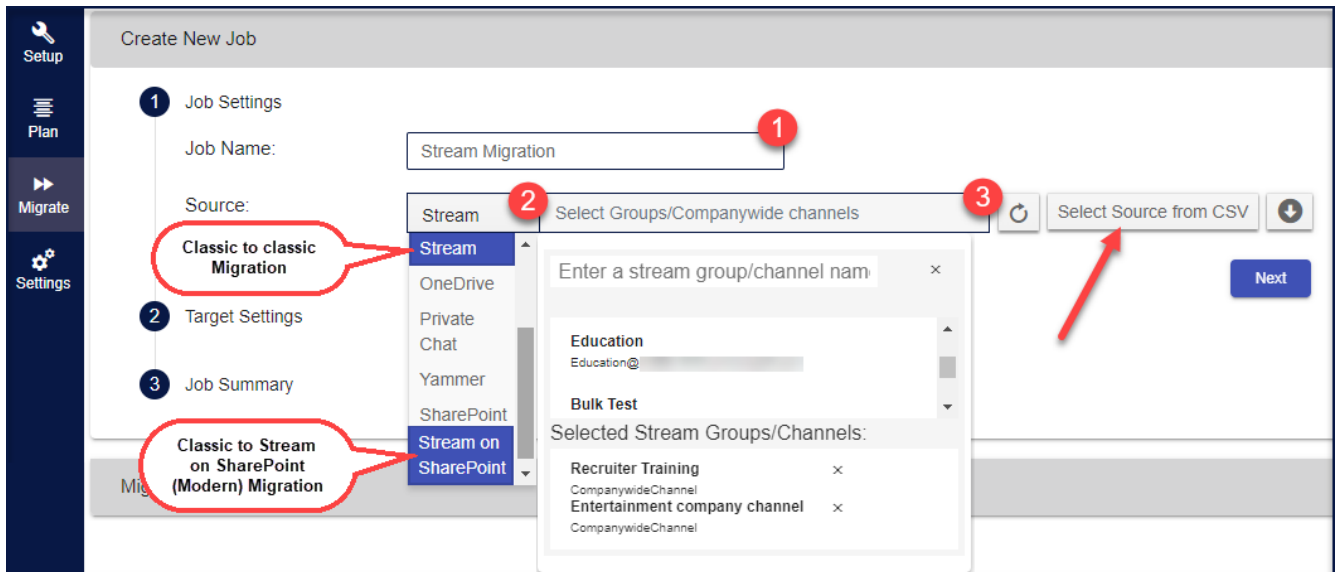 Setup
Plan
Migrate
Settings
Create New Job
1 Job Settings
Job Name:
Stream Migration
1
Source:
Stream
2
Select Groups/Companywide channels
3
Select Source from CSV
Classic to classic
Migration
Stream
OneDrive
Private
Chat
Yammer
SharePoint
Stream on
SharePoint
Enter a stream group/channel nam
×
Education
Education@
Bulk Test
Selected Stream Groups/Channels:
Recruiter Training ×
CompanywideChannel
Entertainment company channel ×
CompanywideChannel
Next
2 Target Settings
3 Job Summary
Classic to Stream
on SharePoint
(Modern) Migration
Mig